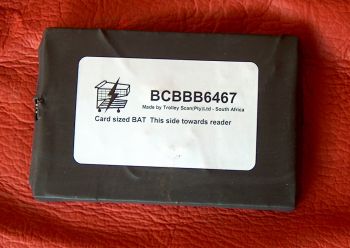 BCBBB6467
Made by Trolley Scan(Pty)Ltd - South Africa
Card sized BAT This side towards reader